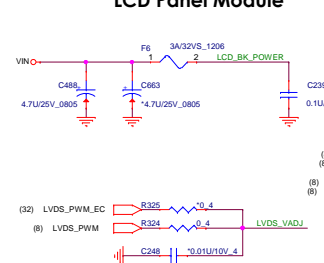 LCD Panel Module
F6 3A/32VS_1206
VIN 1 2 LCD_BK_POWER
C488 C663 C239
4.7U/25V_0805 *4.7U/25V_0805 0.1U
(8)
(8)
(32) LVDS_PWM_EC R325 *0_4
(8) LVDS_PWM R324 0_4 LVDS_VADJ
C248 *0.01U/10V_4